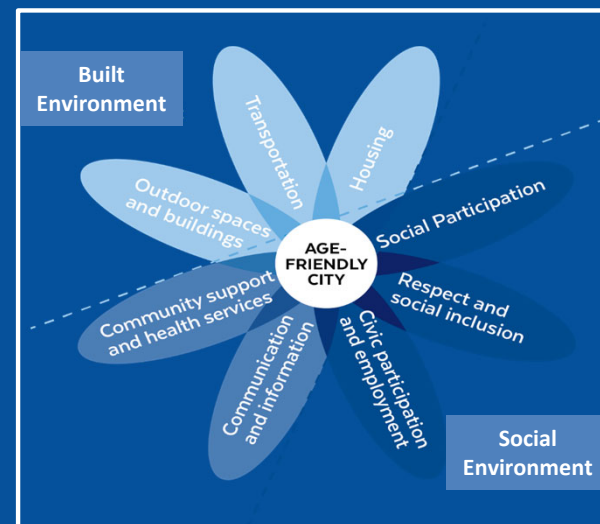 Built
Environment
Transportation
Housing
Outdoor spaces
and buildings
Social Participation
AGE-
FRIENDLY
CITY
Community support
and health services
Respect and
social inclusion
Communication
and information
Civic participation
and employment
Social
Environment